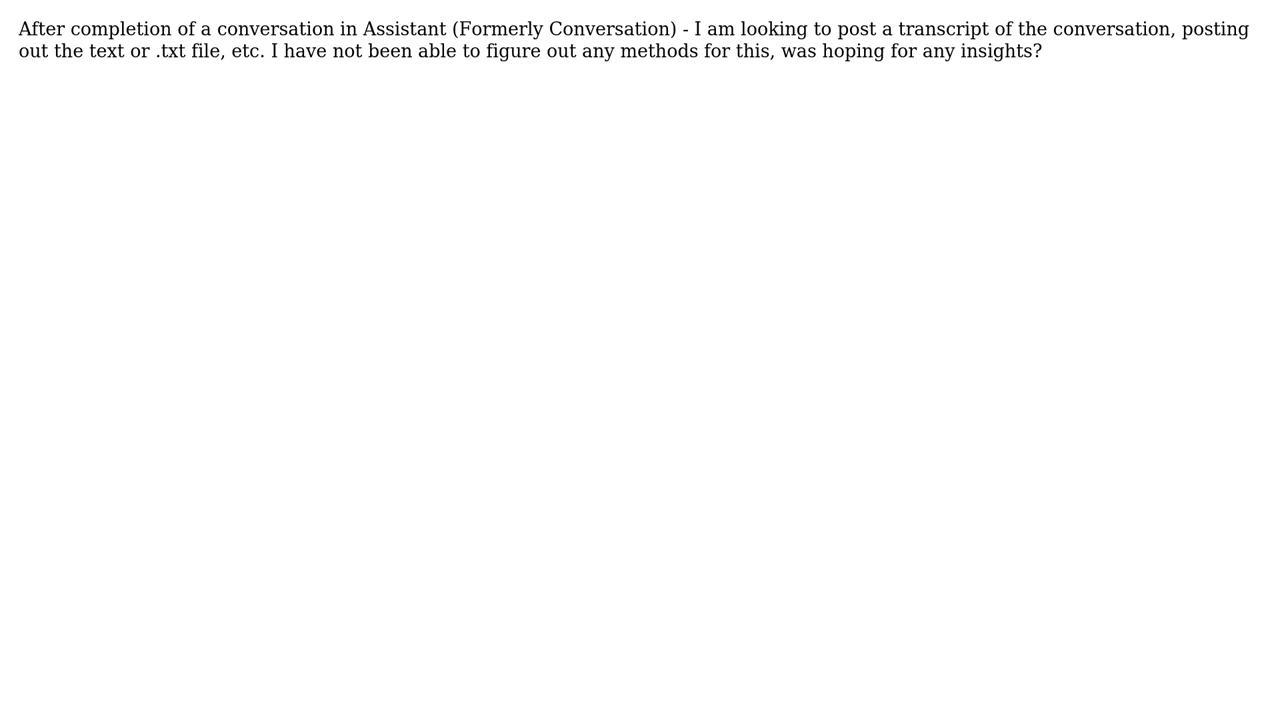 After completion of a conversation in Assistant (Formerly Conversation) - I am looking to post a transcript of the conversation, posting
out the text or .txt file, etc. I have not been able to figure out any methods for this, was hoping for any insights?